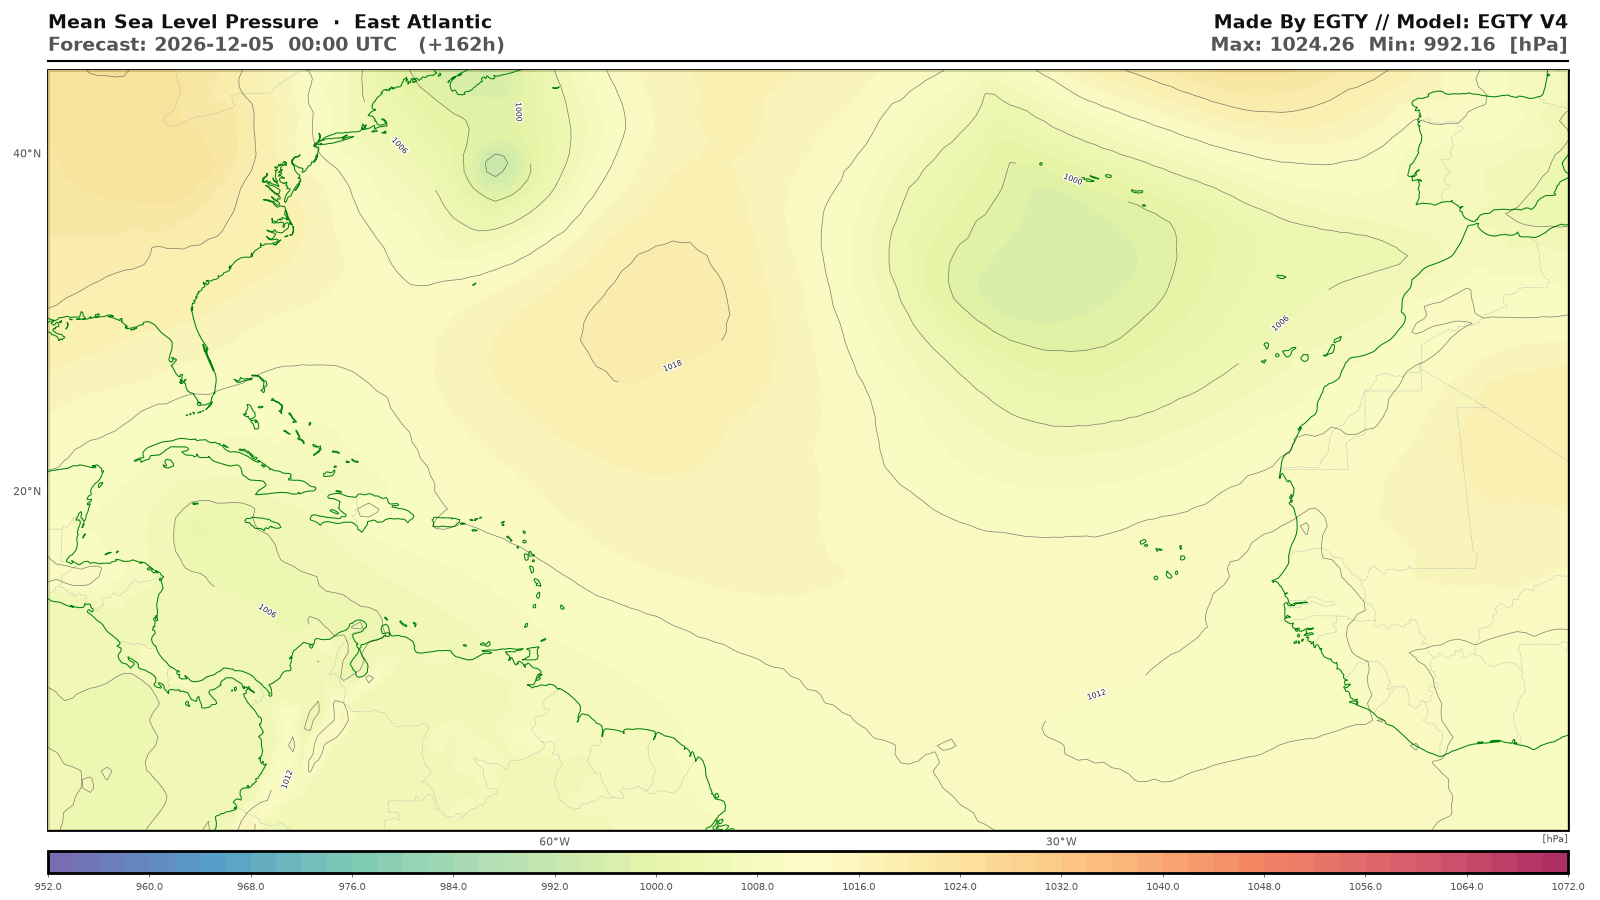 Mean Sea Level Pressure · East Atlantic
Made By EGTY // Model: EGTY V4
Forecast: 2026-12-05 00:00 UTC (+162h)
Max: 1024.26 Min: 992.16 [hPa]
1000
1006
40°N
1000
1006
1018
20°N
1006
1012
1012
60°W
30°W
[hPa]
952.0 960.0 968.0 976.0 984.0 992.0 1000.0 1008.0 1016.0 1024.0 1032.0 1040.0 1048.0 1056.0 1064.0 1072.0